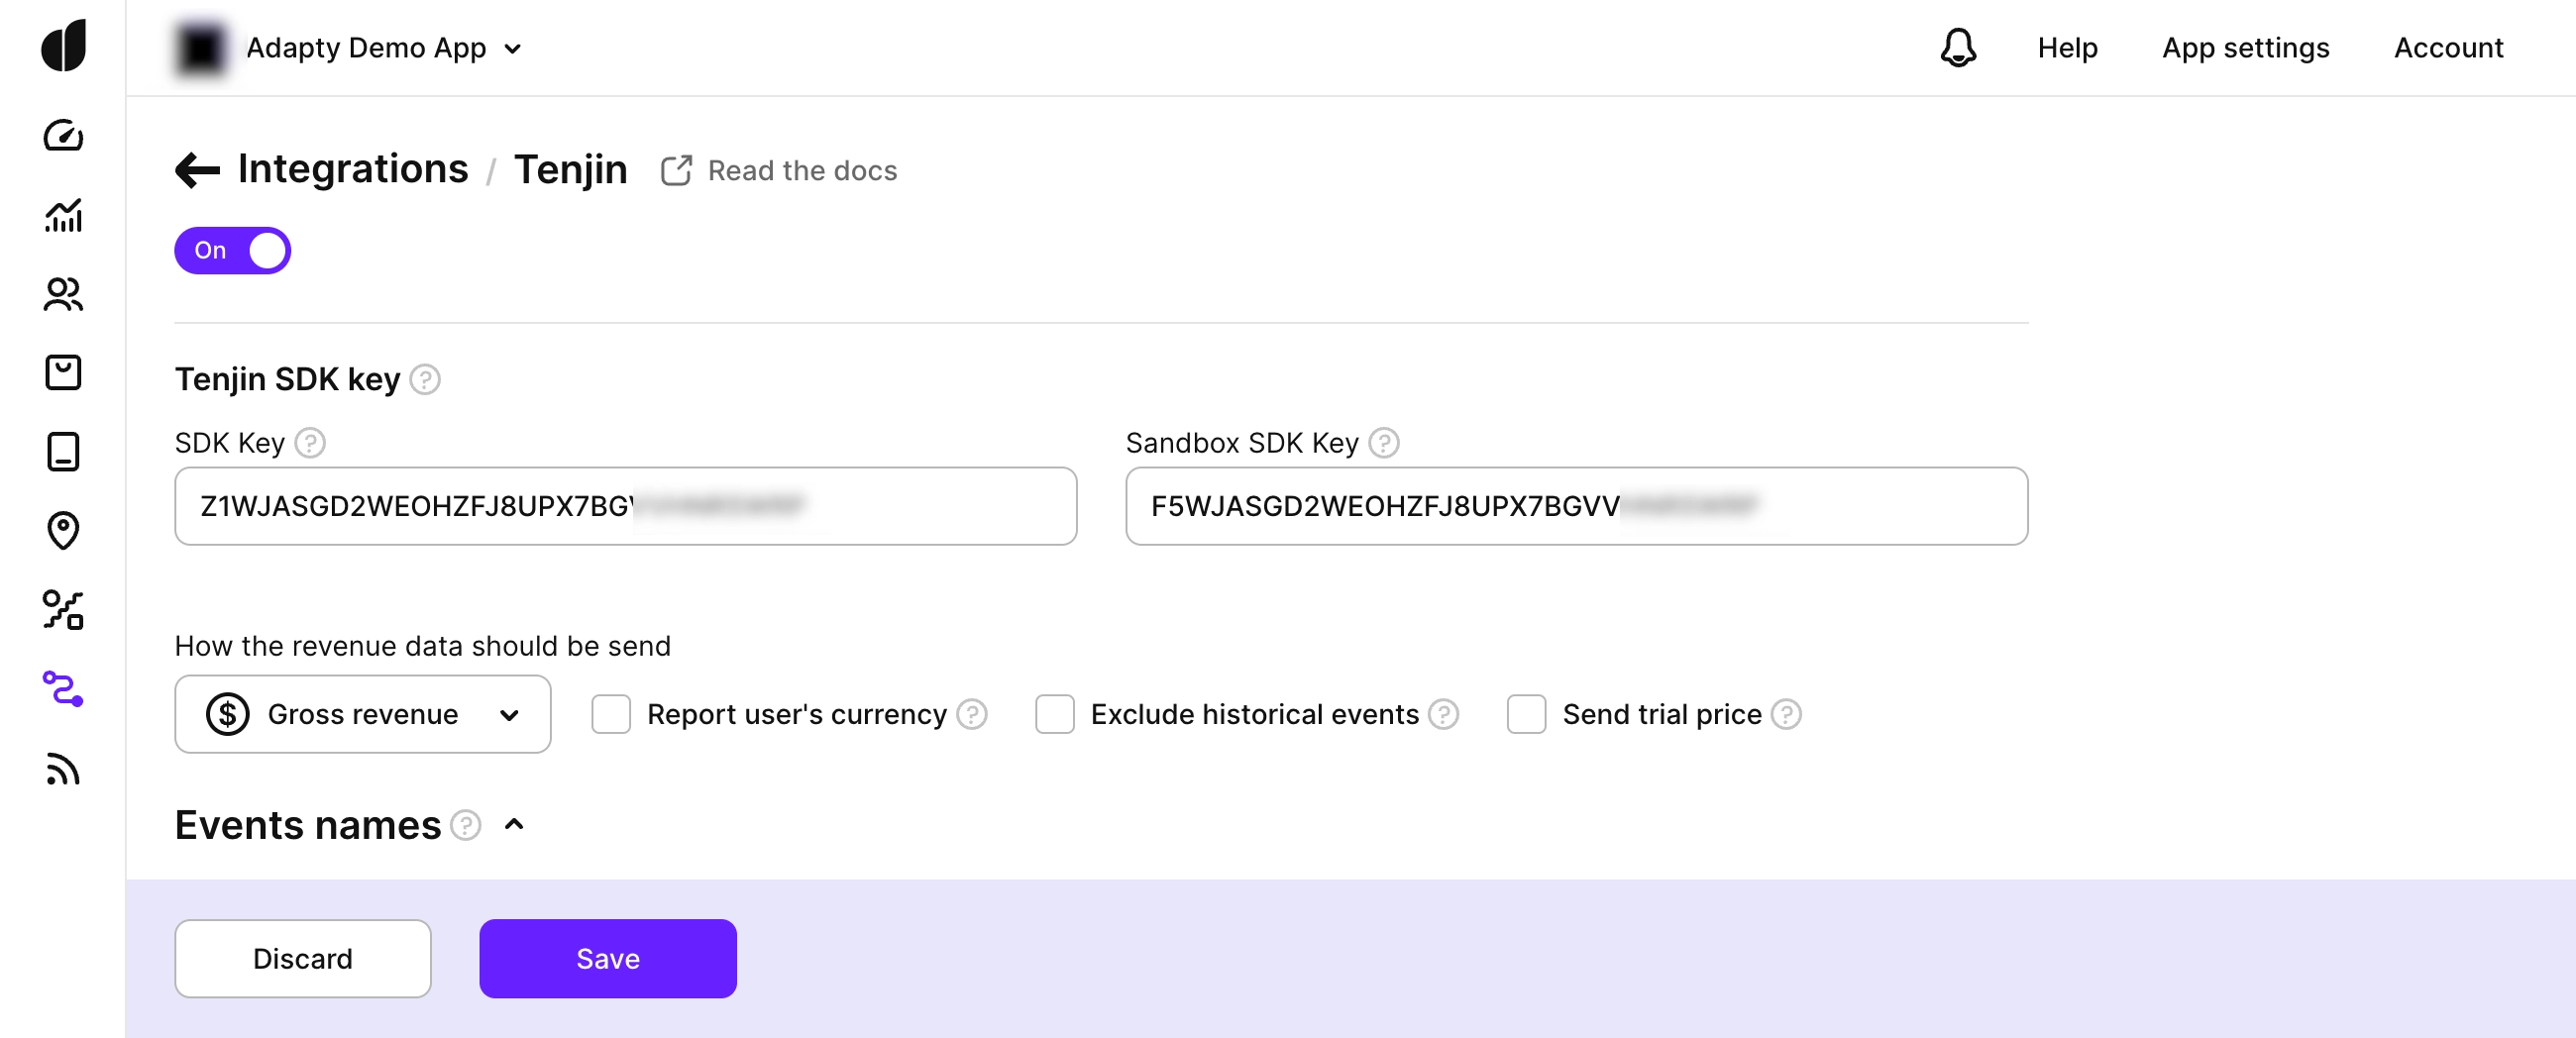 Adapty Demo App
Help
App settings
Account
Integrations / Tenjin
Read the docs
On
Tenjin SDK key ?
SDK Key ?
Sandbox SDK Key ?
Z1WJASGD2WEOHZFJ8UPX7BG
F5WJASGD2WEOHZFJ8UPX7BGVV
How the revenue data should be send
$ Gross revenue
Report user's currency ?
Exclude historical events ?
Send trial price ?
Events names ?
Discard
Save